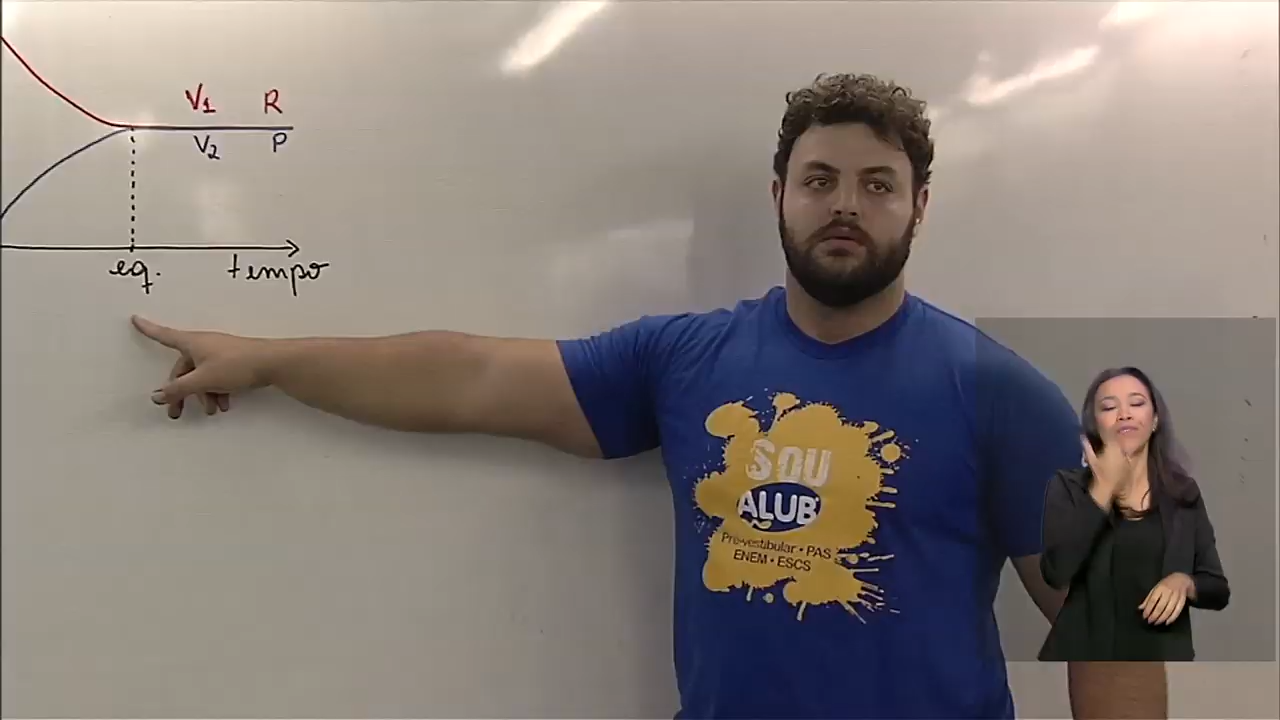 V₁ R
V₂ P
eq. tempo
SOU
ALUB
Pré-vestibular • PAS
ENEM • ESCS